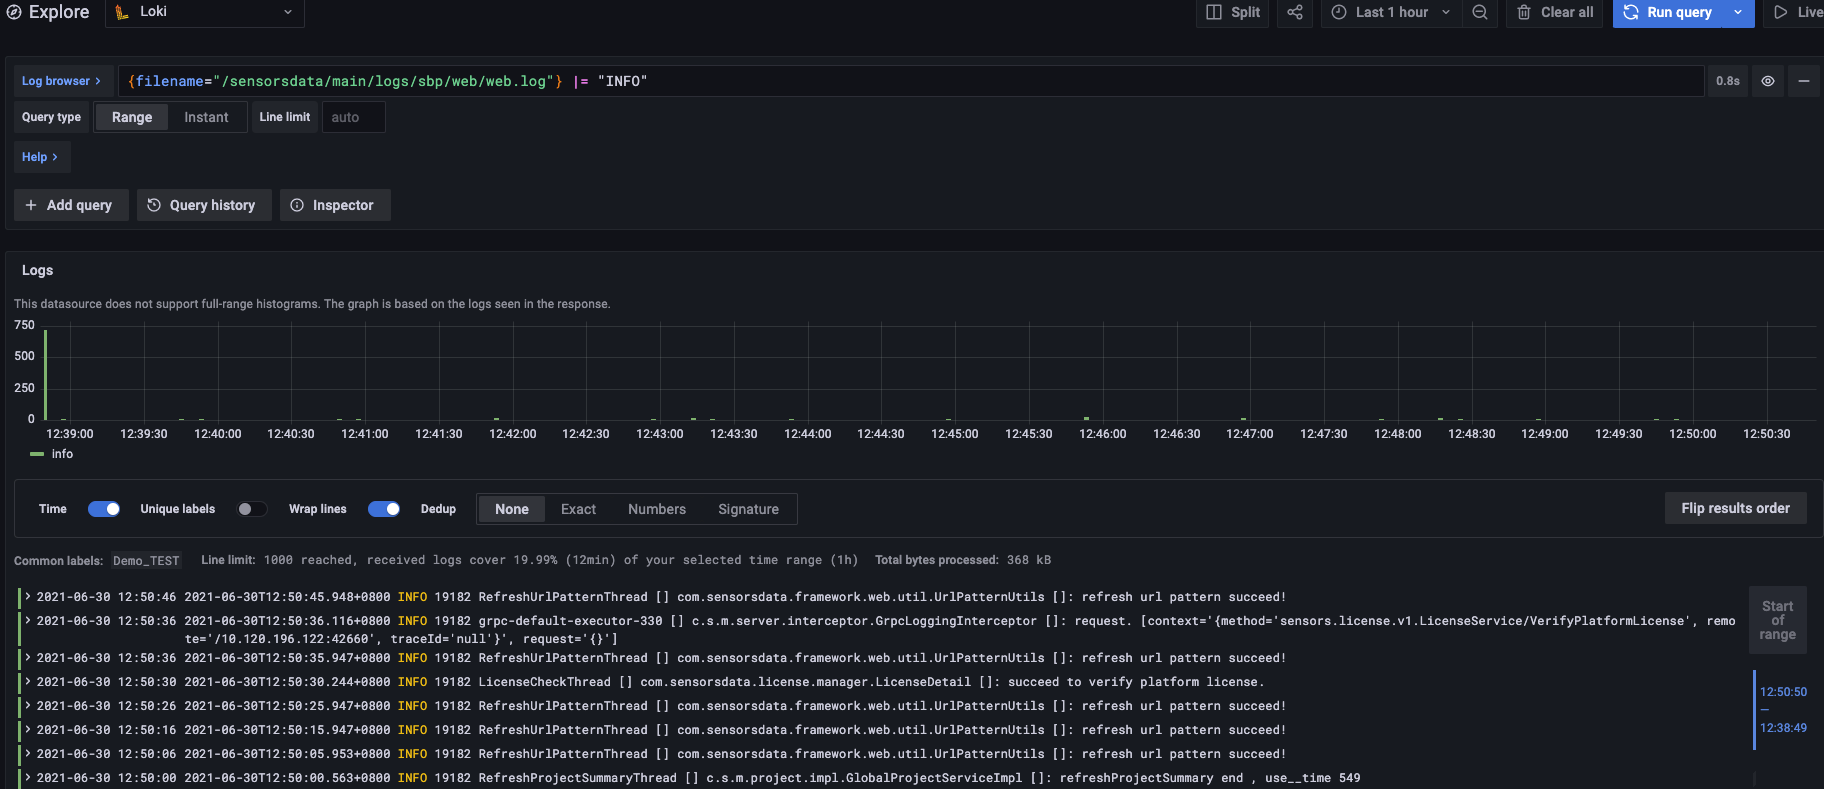 Explore Loki Split Last 1 hour Clear all Run query Live
Log browser > {filename="/sensorsdata/main/logs/sbp/web/web.log"} |= "INFO" 0.8s
Query type Range Instant Line limit auto
Help >
+ Add query Query history Inspector
Logs
This datasource does not support full-range histograms. The graph is based on the logs seen in the response.
750
500
250
0
12:39:00 12:39:30 12:40:00 12:40:30 12:41:00 12:41:30 12:42:00 12:42:30 12:43:00 12:43:30 12:44:00 12:44:30 12:45:00 12:45:30 12:46:00 12:46:30 12:47:00 12:47:30 12:48:00 12:48:30 12:49:00 12:49:30 12:50:00 12:50:30
info
Time Unique labels Wrap lines Dedup None Exact Numbers Signature Flip results order
Common labels: Demo_TEST Line limit: 1000 reached, received logs cover 19.99% (12min) of your selected time range (1h) Total bytes processed: 368 kB
> 2021-06-30 12:50:46 2021-06-30T12:50:45.948+0800 INFO 19182 RefreshUrlPatternThread [] com.sensorsdata.framework.web.util.UrlPatternUtils []: refresh url pattern succeed!
> 2021-06-30 12:50:36 2021-06-30T12:50:36.116+0800 INFO 19182 grpc-default-executor-330 [] c.s.m.server.interceptor.GrpcLoggingInterceptor []: request. [context='{method='sensors.license.v1.LicenseService/VerifyPlatformLicense', remo
te='/10.120.196.122:42660', traceId='null'}', request='{}']
> 2021-06-30 12:50:36 2021-06-30T12:50:35.947+0800 INFO 19182 RefreshUrlPatternThread [] com.sensorsdata.framework.web.util.UrlPatternUtils []: refresh url pattern succeed!
> 2021-06-30 12:50:30 2021-06-30T12:50:30.244+0800 INFO 19182 LicenseCheckThread [] com.sensorsdata.license.manager.LicenseDetail []: succeed to verify platform license.
> 2021-06-30 12:50:26 2021-06-30T12:50:25.947+0800 INFO 19182 RefreshUrlPatternThread [] com.sensorsdata.framework.web.util.UrlPatternUtils []: refresh url pattern succeed!
> 2021-06-30 12:50:16 2021-06-30T12:50:15.947+0800 INFO 19182 RefreshUrlPatternThread [] com.sensorsdata.framework.web.util.UrlPatternUtils []: refresh url pattern succeed!
> 2021-06-30 12:50:06 2021-06-30T12:50:05.953+0800 INFO 19182 RefreshUrlPatternThread [] com.sensorsdata.framework.web.util.UrlPatternUtils []: refresh url pattern succeed!
> 2021-06-30 12:50:00 2021-06-30T12:50:00.563+0800 INFO 19182 RefreshProjectSummaryThread [] c.s.m.project.impl.GlobalProjectServiceImpl []: refreshProjectSummary end , use__time 549
Start
of
range
12:50:50
—
12:38:49